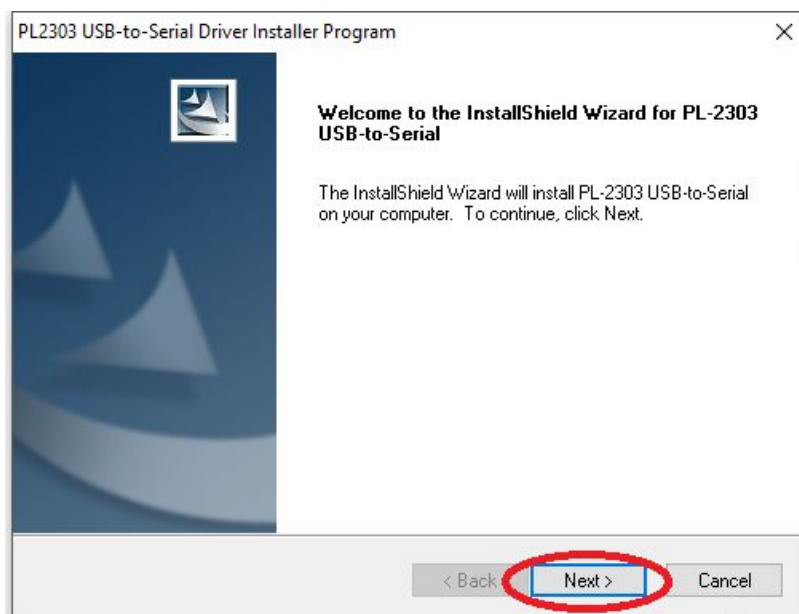 PL2303 USB-to-Serial Driver Installer Program
Welcome to the InstallShield Wizard for PL-2303
USB-to-Serial
The InstallShield Wizard will install PL-2303 USB-to-Serial
on your computer. To continue, click Next.
< Back
Next >
Cancel